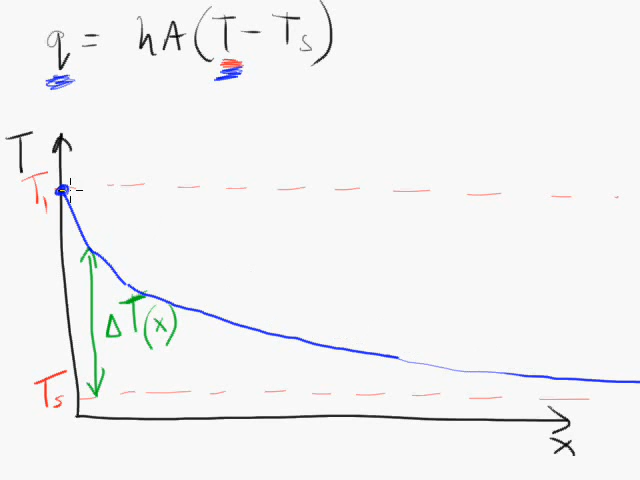 q = hA(T - Ts)
T
T1
ΔT(x)
Ts
x